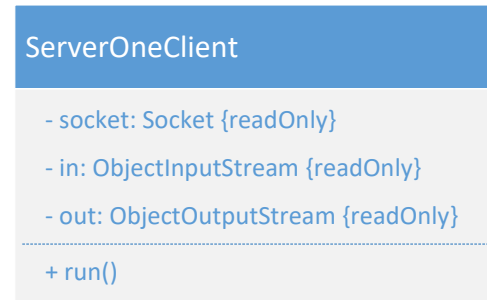 ServerOneClient
- socket: Socket {readOnly}
- in: ObjectInputStream {readOnly}
- out: ObjectOutputStream {readOnly}
+ run()